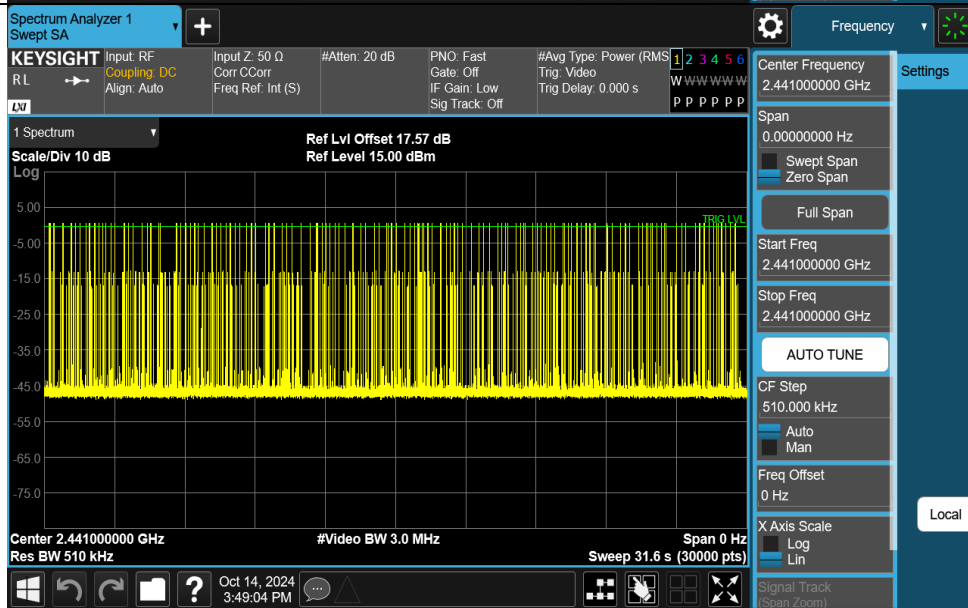 Spectrum Analyzer 1
Swept SA
+
Frequency
KEYSIGHT
RL
LXI
Input: RF
Coupling: DC
Align: Auto
Input Z: 50 Ω
Corr CCorr
Freq Ref: Int (S)
#Atten: 20 dB
PNO: Fast
Gate: Off
IF Gain: Low
Sig Track: Off
#Avg Type: Power (RMS
Trig: Video
Trig Delay: 0.000 s
1 2 3 4 5 6
W W W W W W
P P P P P P
1 Spectrum
Scale/Div 10 dB
Log
Ref Lvl Offset 17.57 dB
Ref Level 15.00 dBm
TRIG LVL
5.00
-5.00
-15.0
-25.0
-35.0
-45.0
-55.0
-65.0
-75.0
Center 2.441000000 GHz
Res BW 510 kHz
#Video BW 3.0 MHz
Span 0 Hz
Sweep 31.6 s (30000 pts)
Center Frequency
2.441000000 GHz
Span
0.00000000 Hz
Swept Span
Zero Span
Full Span
Start Freq
2.441000000 GHz
Stop Freq
2.441000000 GHz
AUTO TUNE
CF Step
510.000 kHz
Auto
Man
Freq Offset
0 Hz
X Axis Scale
Log
Lin
Signal Track
(Span Zoom)
Settings
Local
?
Oct 14, 2024
3:49:04 PM